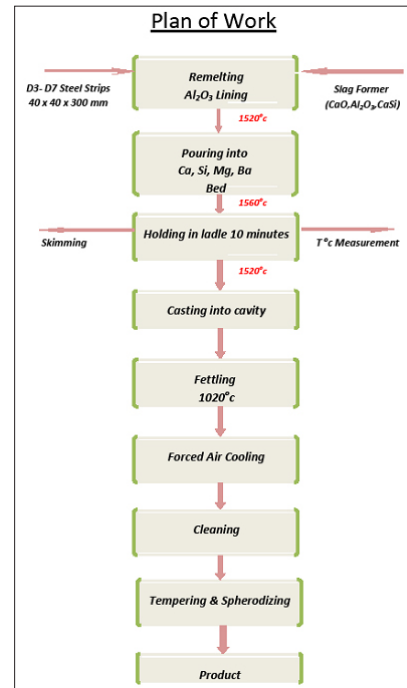 Plan of Work
D3- D7 Steel Strips
40 x 40 x 300 mm
Remelting
Al₂O₃ Lining
Slag Former
(CaO,Al₂O₃,CaSi)
1520°c
Pouring into
Ca, Si, Mg, Ba
Bed
1560°c
Skimming
Holding in ladle 10 minutes
T°c Measurement
1520°c
Casting into cavity
Fettling
1020°c
Forced Air Cooling
Cleaning
Tempering & Spherodizing
Product